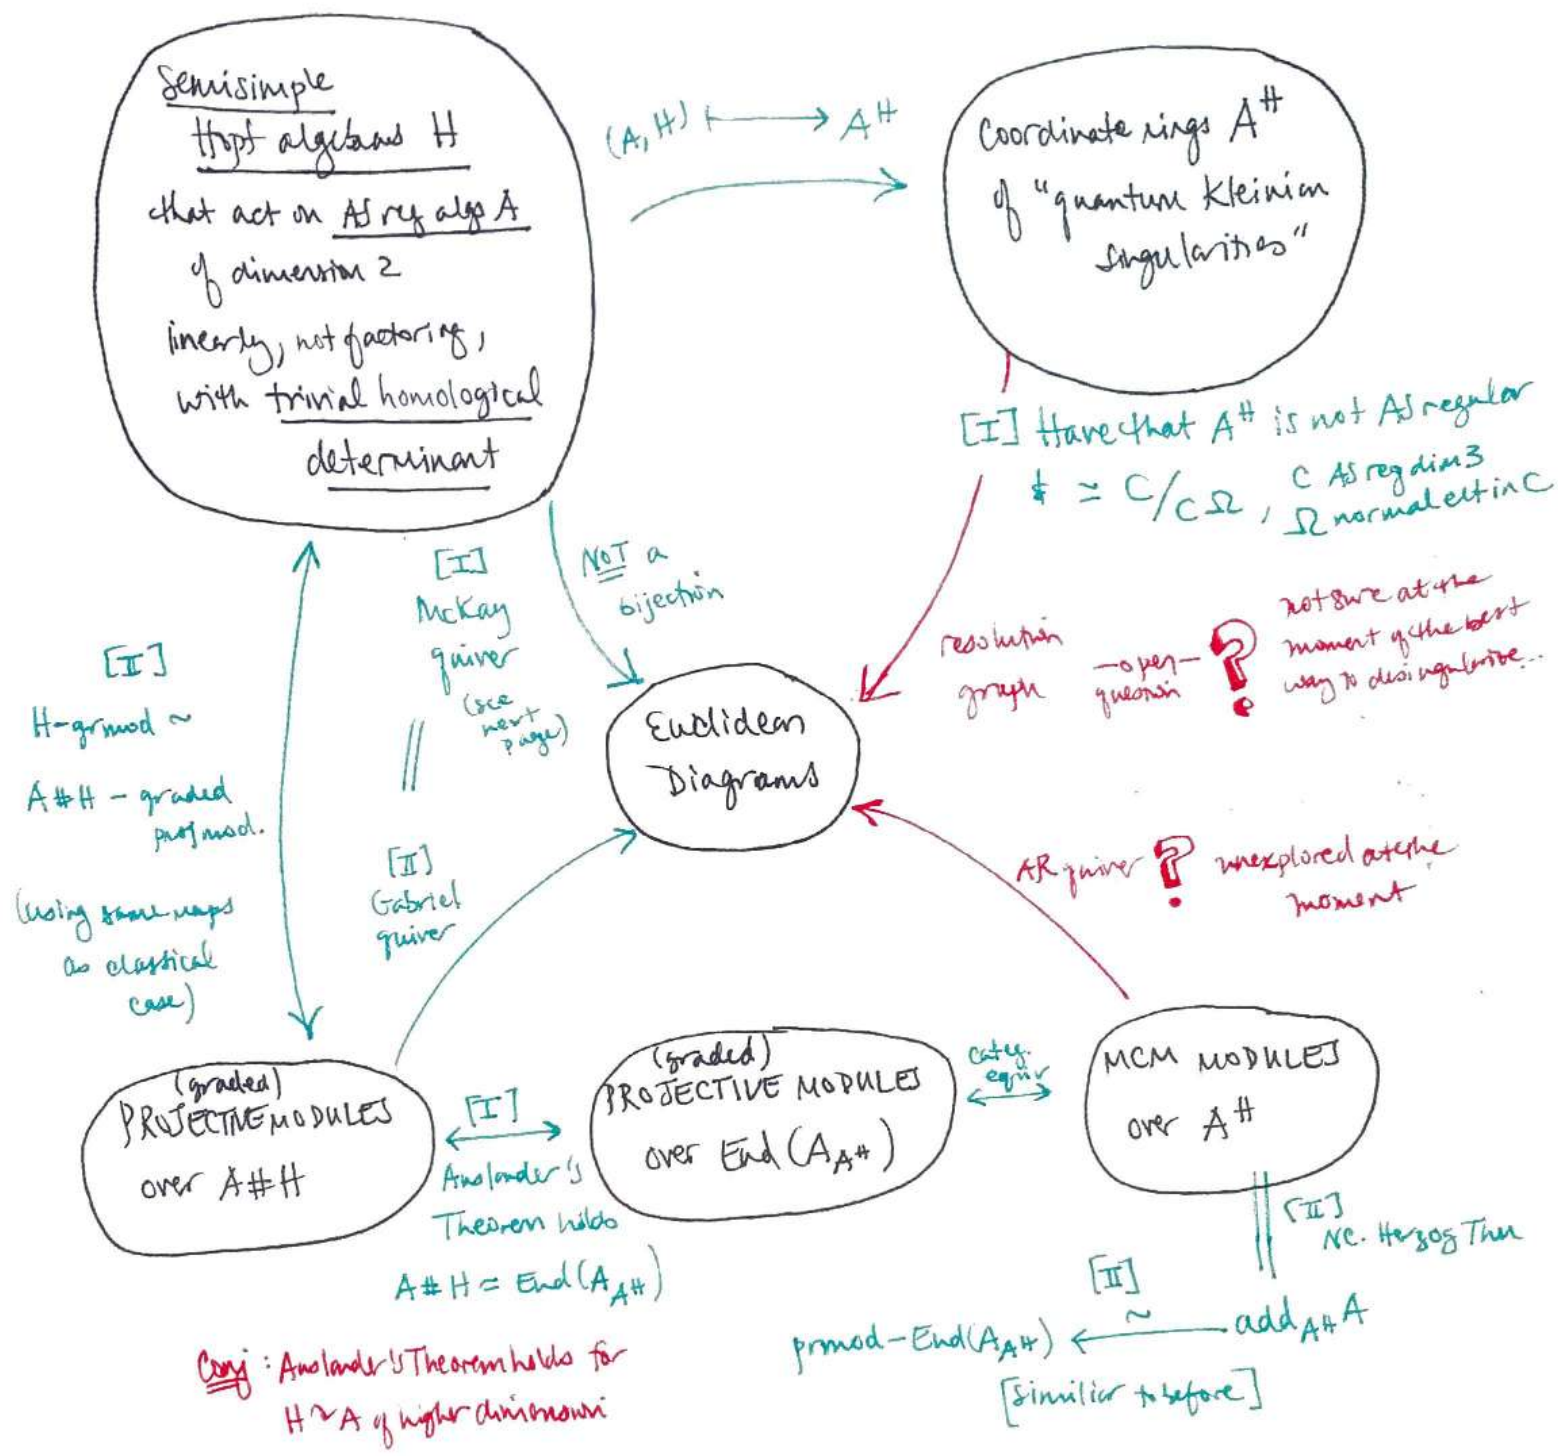 Semisimple
Hopf algebras H
that act on AS reg algs A
of dimension 2
linearly, not factoring,
with trivial homological
determinant
(A, H) ⟼ A^H
Coordinate rings A^H
of "quantum Kleinian
singularities"
[I] Have that A^H is not AS regular
& ≃ C/CΩ, C AS reg dim 3
Ω normal elt in C
[I]
McKay
quiver
(see
next
page)
NOT a
bijection
resolution
graph
-open-
question
?
not sure at the
moment of the best
way to desingularize...
[II]
H-grmod ~
A#H - graded
proj mod.
(using same maps
as classical
case)
Euclidean
Diagrams
[II]
Gabriel
quiver
AR quiver ? unexplored at the
moment
(graded)
PROJECTIVE MODULES
over A#H
[I]
Auslander's
Theorem holds
A#H ≃ End(A_{A^H})
(graded)
PROJECTIVE MODULES
over End(A_{A^H})
categ.
equiv
MCM MODULES
over A^H
[II]
NC. Herzog Thm
[II]
prmod-End(A_{A^H}) ⟵ ~ add_{A^H} A
[similar to before]
Conj: Auslander's Theorem holds for
H ↷ A of higher dimension